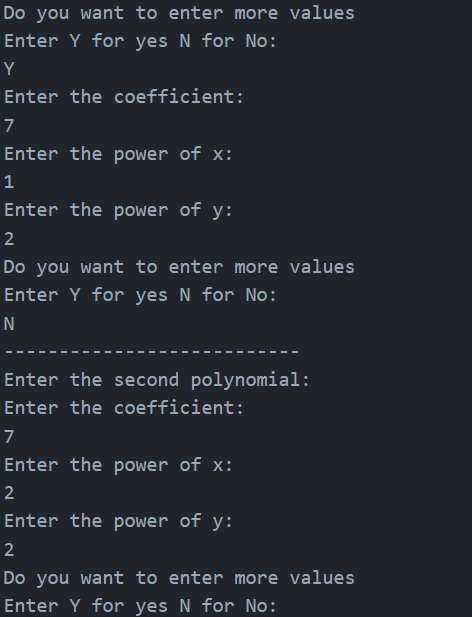 Do you want to enter more values
Enter Y for yes N for No:
Y
Enter the coefficient:
7
Enter the power of x:
1
Enter the power of y:
2
Do you want to enter more values
Enter Y for yes N for No:
N
---------------------------
Enter the second polynomial:
Enter the coefficient:
7
Enter the power of x:
2
Enter the power of y:
2
Do you want to enter more values
Enter Y for yes N for No: